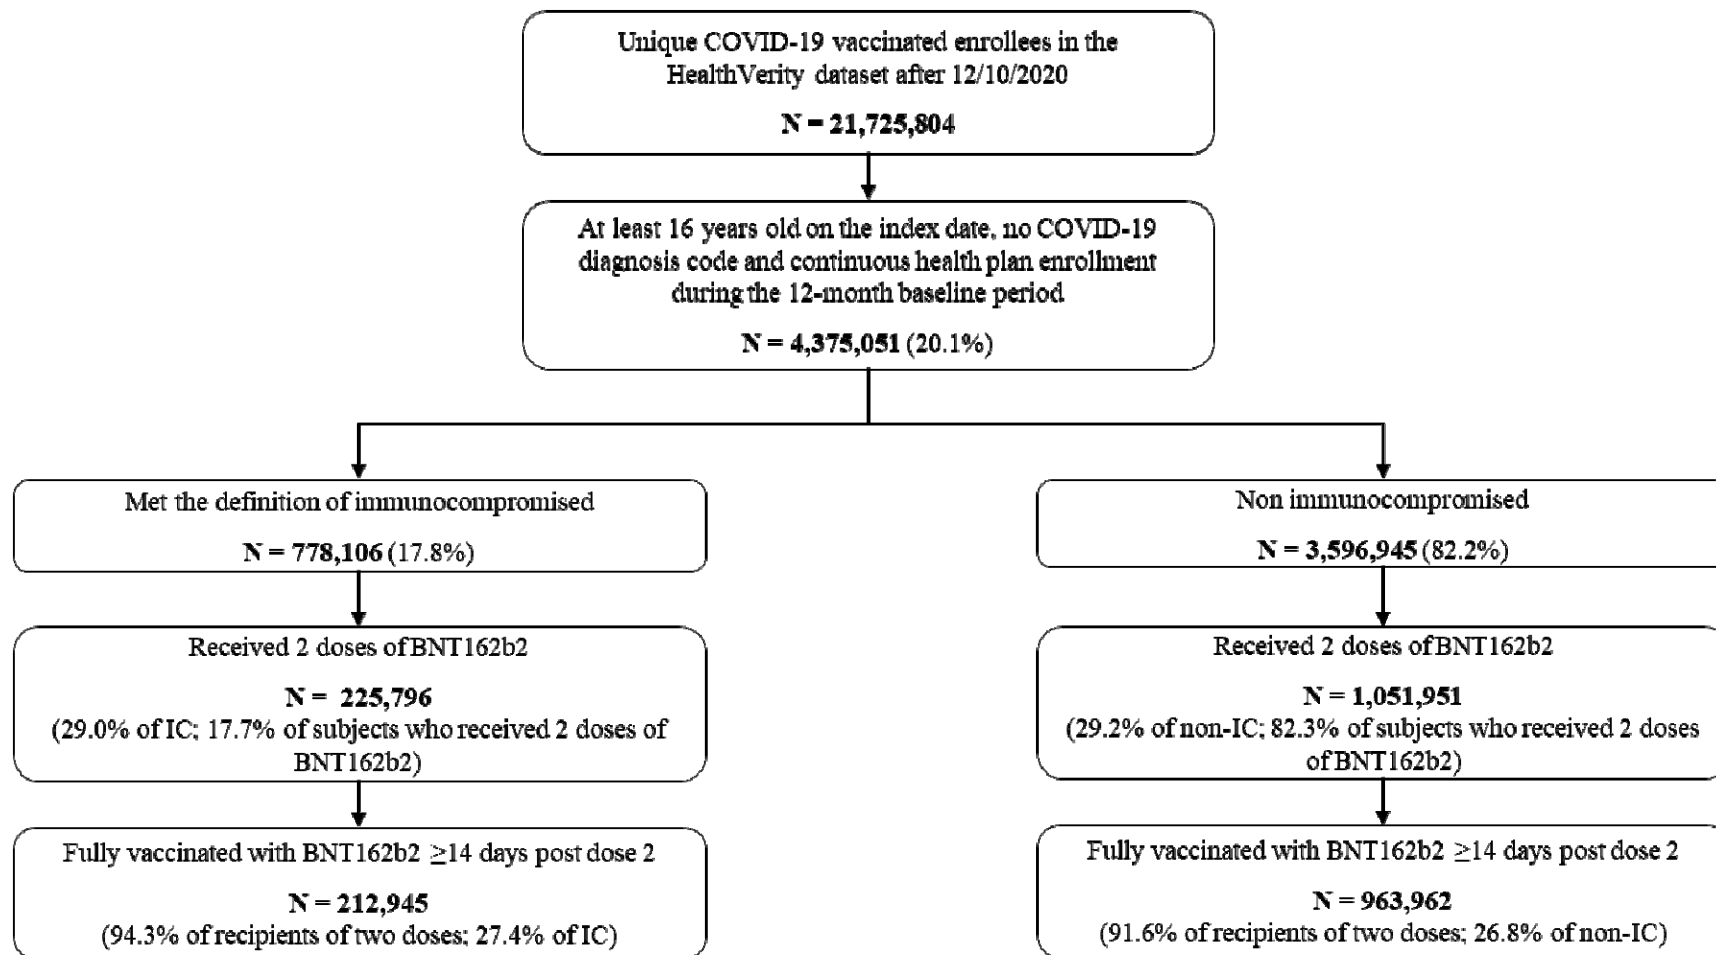 Unique COVID-19 vaccinated enrollees in the
HealthVerity dataset after 12/10/2020
N = 21,725,804
At least 16 years old on the index date, no COVID-19
diagnosis code and continuous health plan enrollment
during the 12-month baseline period
N = 4,375,051 (20.1%)
Met the definition of immunocompromised
N = 778,106 (17.8%)
Received 2 doses of BNT162b2
N = 225,796
(29.0% of IC; 17.7% of subjects who received 2 doses of
BNT162b2)
Fully vaccinated with BNT162b2 ≥14 days post dose 2
N = 212,945
(94.3% of recipients of two doses; 27.4% of IC)
Non immunocompromised
N = 3,596,945 (82.2%)
Received 2 doses of BNT162b2
N = 1,051,951
(29.2% of non-IC; 82.3% of subjects who received 2 doses
of BNT162b2)
Fully vaccinated with BNT162b2 ≥14 days post dose 2
N = 963,962
(91.6% of recipients of two doses; 26.8% of non-IC)